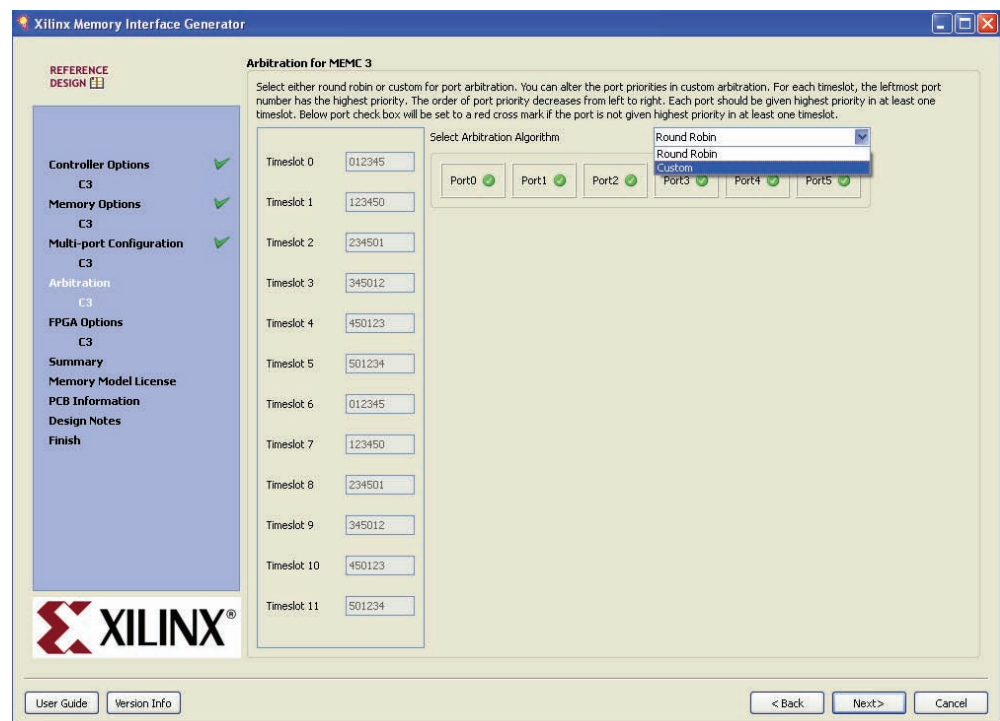 Xilinx Memory Interface Generator
REFERENCE
DESIGN
Controller Options
C3
Memory Options
C3
Multi-port Configuration
C3
Arbitration
C3
FPGA Options
C3
Summary
Memory Model License
PCB Information
Design Notes
Finish
XILINX®
Arbitration for MEMC 3
Select either round robin or custom for port arbitration. You can alter the port priorities in custom arbitration. For each timeslot, the leftmost port
number has the highest priority. The order of port priority decreases from left to right. Each port should be given highest priority in at least one
timeslot. Below port check box will be set to a red cross mark if the port is not given highest priority in at least one timeslot.
Timeslot 0 012345
Timeslot 1 123450
Timeslot 2 234501
Timeslot 3 345012
Timeslot 4 450123
Timeslot 5 501234
Timeslot 6 012345
Timeslot 7 123450
Timeslot 8 234501
Timeslot 9 345012
Timeslot 10 450123
Timeslot 11 501234
Select Arbitration Algorithm Round Robin
Round Robin
Custom
Port0 Port1 Port2 Port3 Port4 Port5
User Guide Version Info < Back Next> Cancel